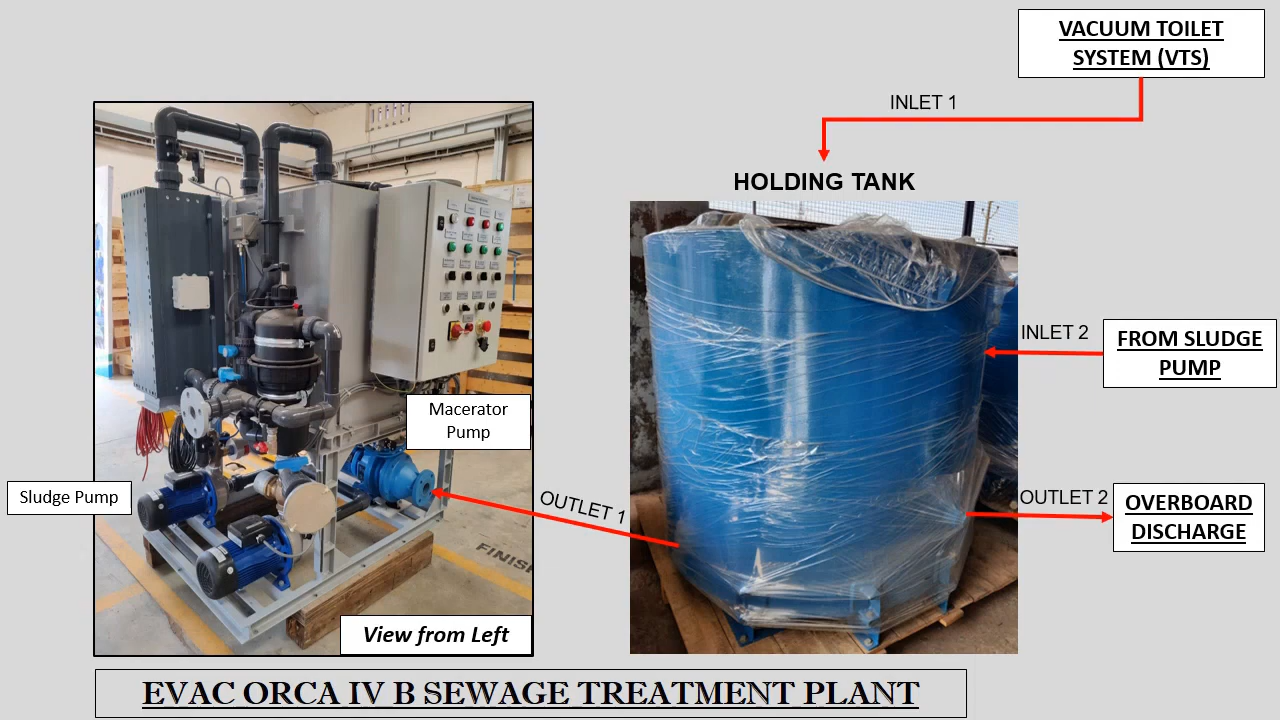 VACUUM TOILET
SYSTEM (VTS)
INLET 1
HOLDING TANK
INLET 2
FROM SLUDGE
PUMP
Macerator
Pump
Sludge Pump
OUTLET 1
OUTLET 2
OVERBOARD
DISCHARGE
FINIS
View from Left
EVAC ORCA IV B SEWAGE TREATMENT PLANT